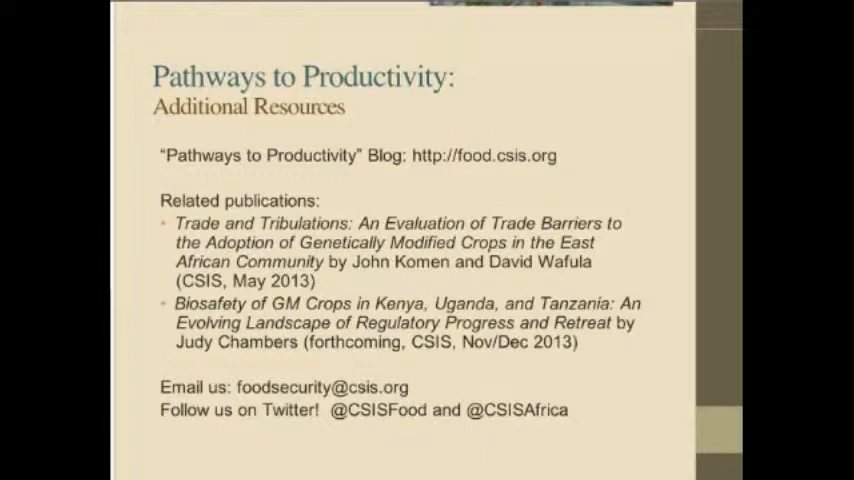 Pathways to Productivity:
Additional Resources
“Pathways to Productivity” Blog: http://food.csis.org
Related publications:
• Trade and Tribulations: An Evaluation of Trade Barriers to
the Adoption of Genetically Modified Crops in the East
African Community by John Komen and David Wafula
(CSIS, May 2013)
• Biosafety of GM Crops in Kenya, Uganda, and Tanzania: An
Evolving Landscape of Regulatory Progress and Retreat by
Judy Chambers (forthcoming, CSIS, Nov/Dec 2013)
Email us: foodsecurity@csis.org
Follow us on Twitter! @CSISFood and @CSISAfrica